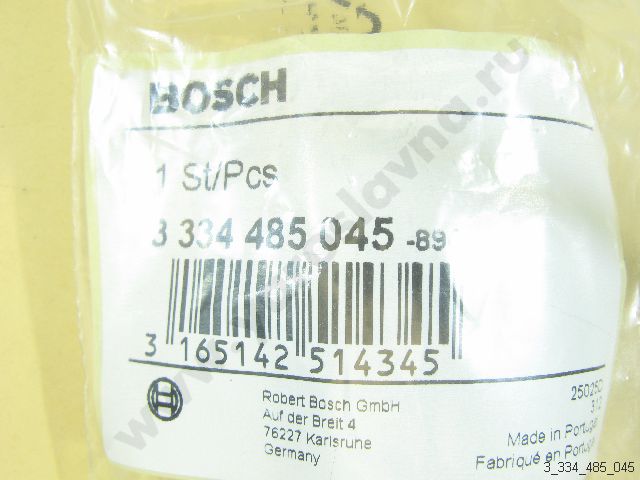 BOSCH
1 St/Pcs
3 334 485 045 -89
3 165142 514345
Robert Bosch GmbH
Auf der Breit 4
76227 Karlsruhe
Germany
Made in Portugal
Fabriqué en Portugal
3_334_485_045